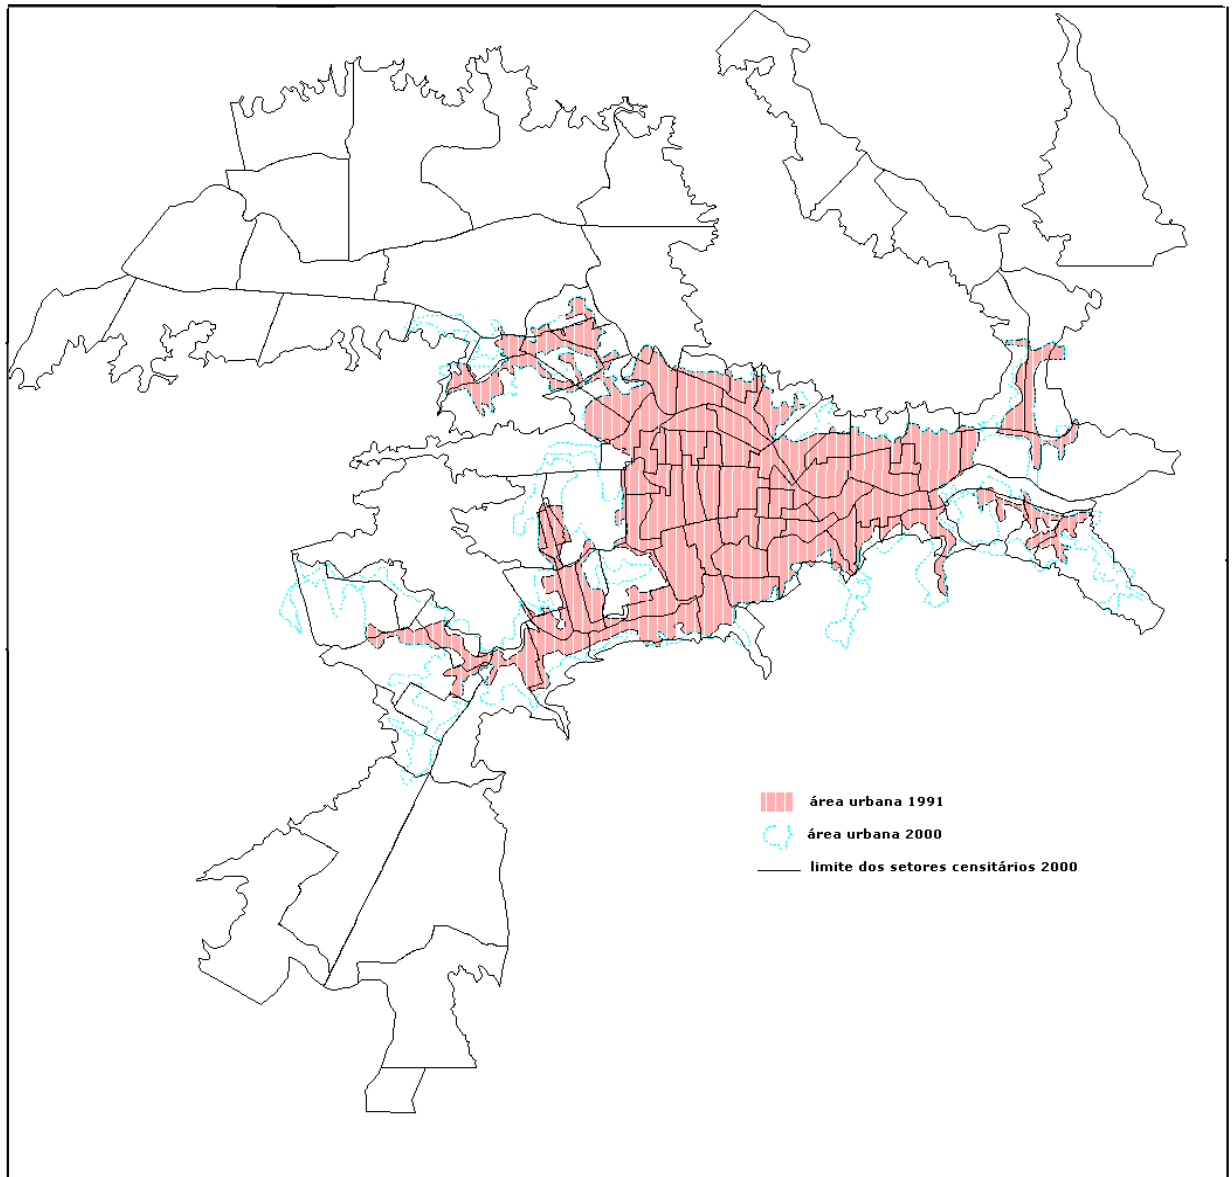 área urbana 1991
área urbana 2000
limite dos setores censitários 2000